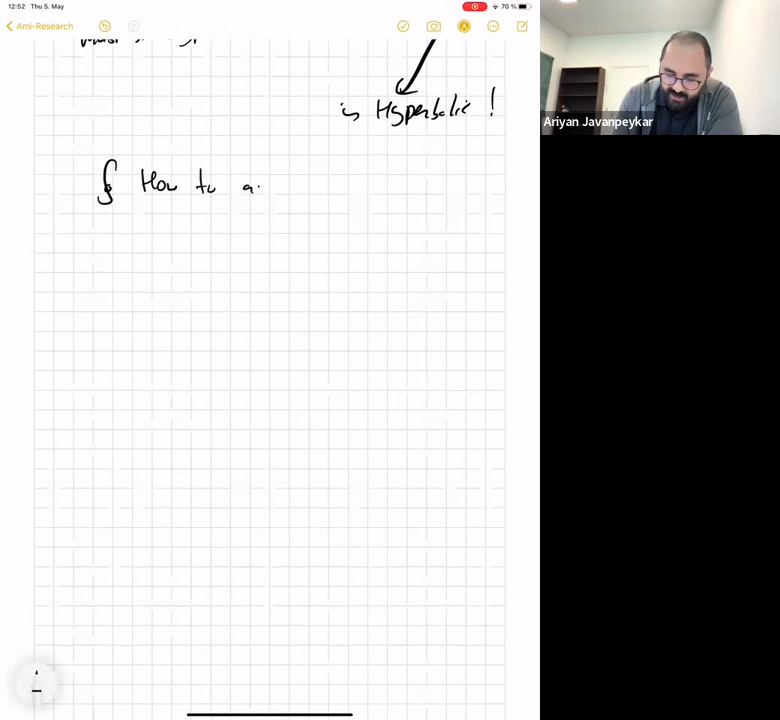 12:52 Thu 5. May 70 %
Ami-Research
is Hyperbolic !
Ariyan Javanpeykar
§ How to a